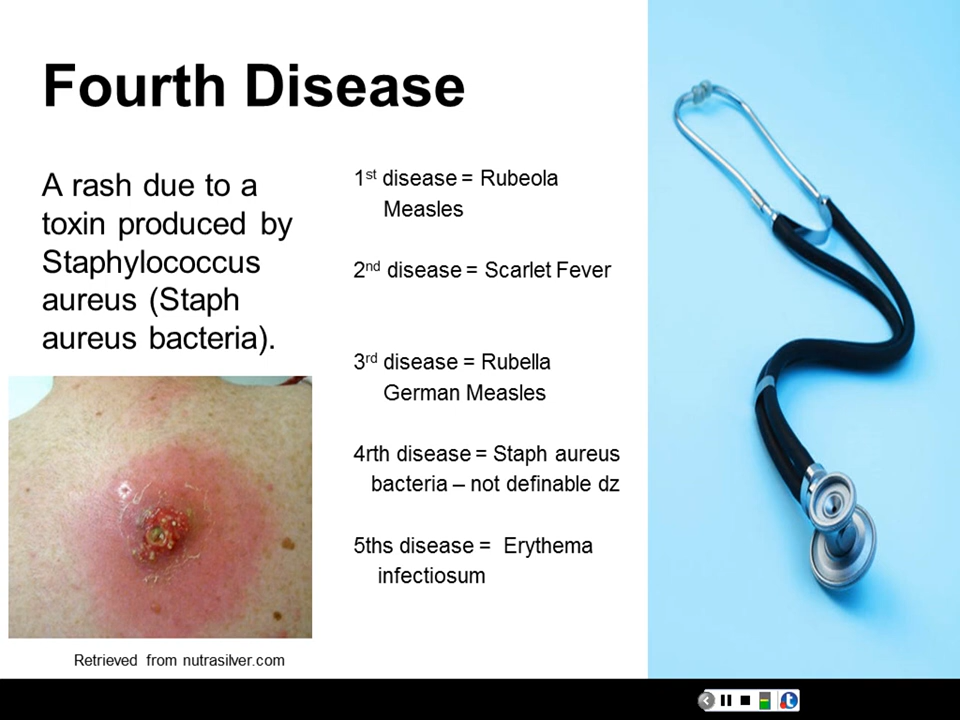 Fourth Disease
A rash due to a
toxin produced by
Staphylococcus
aureus (Staph
aureus bacteria).
Retrieved from nutrasilver.com
1st disease = Rubeola
Measles
2nd disease = Scarlet Fever
3rd disease = Rubella
German Measles
4rth disease = Staph aureus
bacteria – not definable dz
5ths disease = Erythema
infectiosum